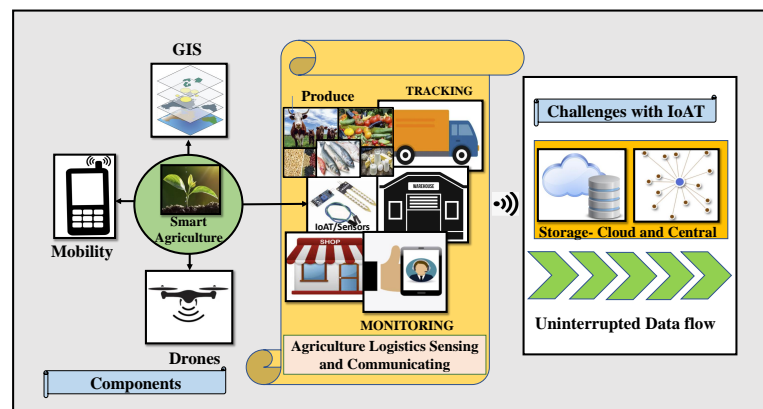 GIS
Mobility
Smart
Agriculture
Drones
Components
Produce
TRACKING
WAREHOUSE
IoAT/Sensors
SHOP
MONITORING
Agriculture Logistics Sensing
and Communicating
Challenges with IoAT
Storage- Cloud and Central
Uninterrupted Data flow